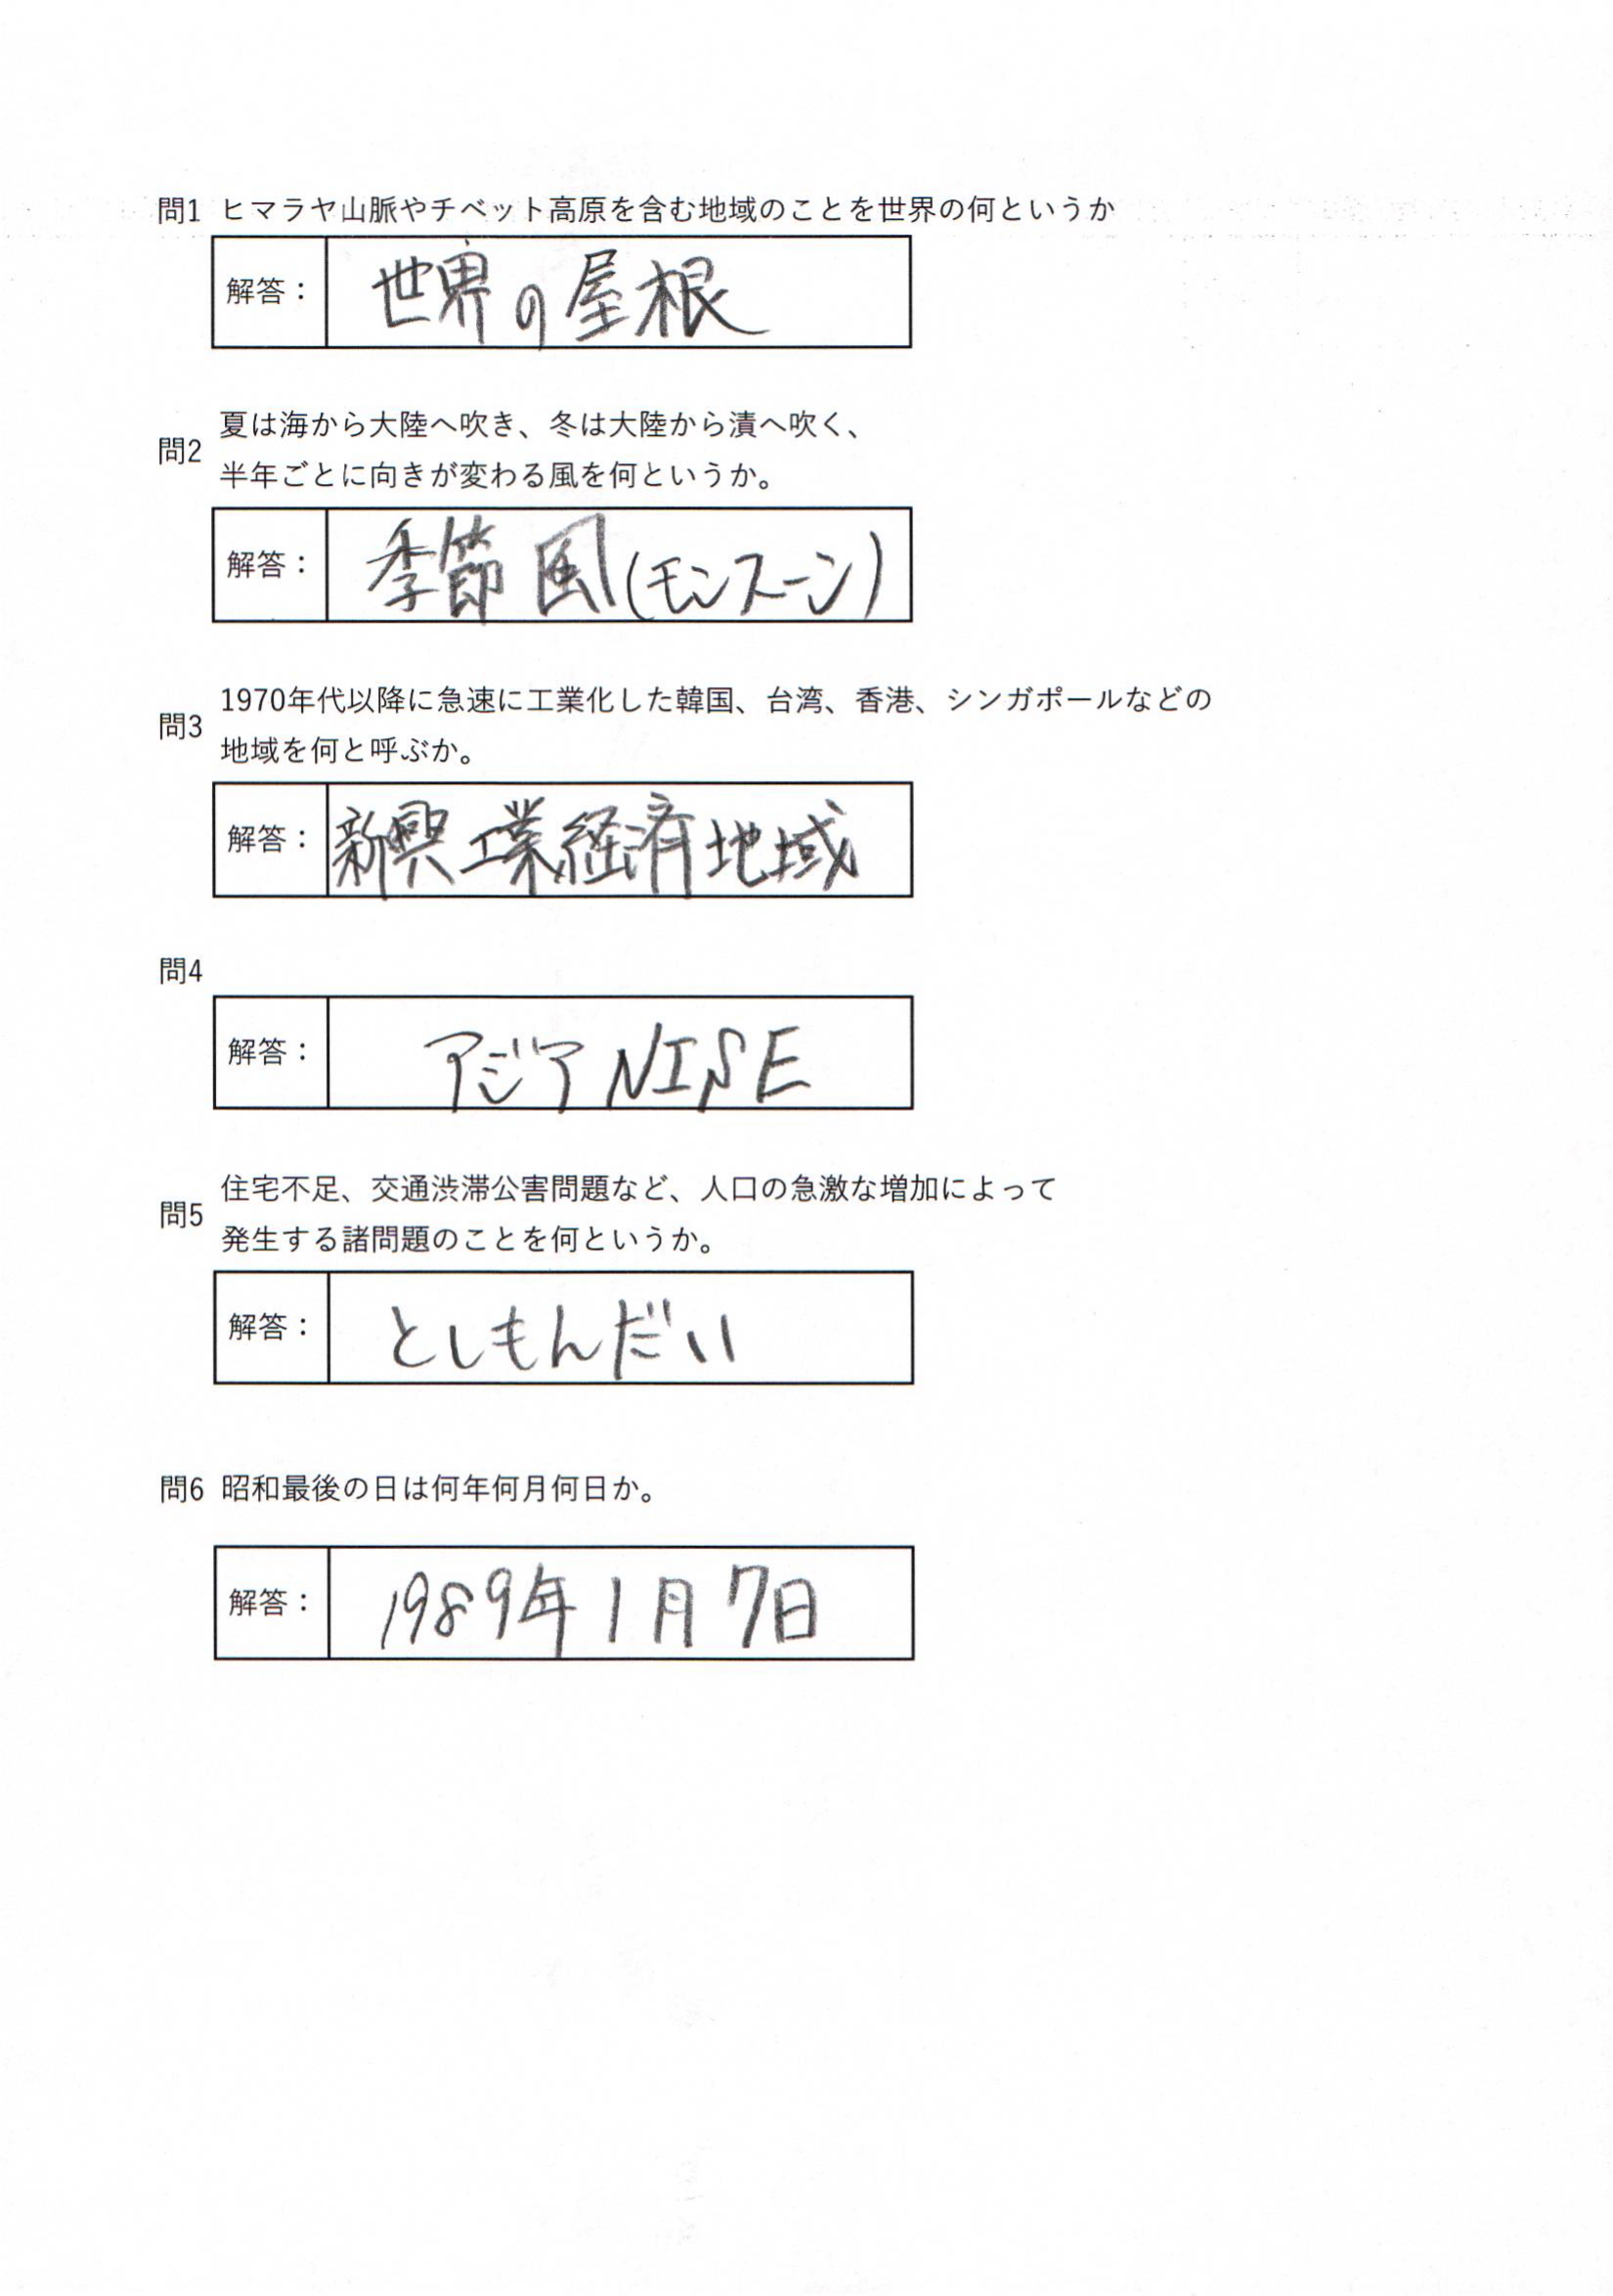 問1 ヒマラヤ山脈やチベット高原を含む地域のことを世界の何というか
解答： 世界の屋根
問2 夏は海から大陸へ吹き、冬は大陸から漬へ吹く、
半年ごとに向きが変わる風を何というか。
解答： 季節風(モンスーン)
問3 1970年代以降に急速に工業化した韓国、台湾、香港、シンガポールなどの
地域を何と呼ぶか。
解答： 新興工業経済地域
問4
解答： アジアNISE
問5 住宅不足、交通渋滞公害問題など、人口の急激な増加によって
発生する諸問題のことを何というか。
解答： としもんだい
問6 昭和最後の日は何年何月何日か。
解答： 1989年1月7日